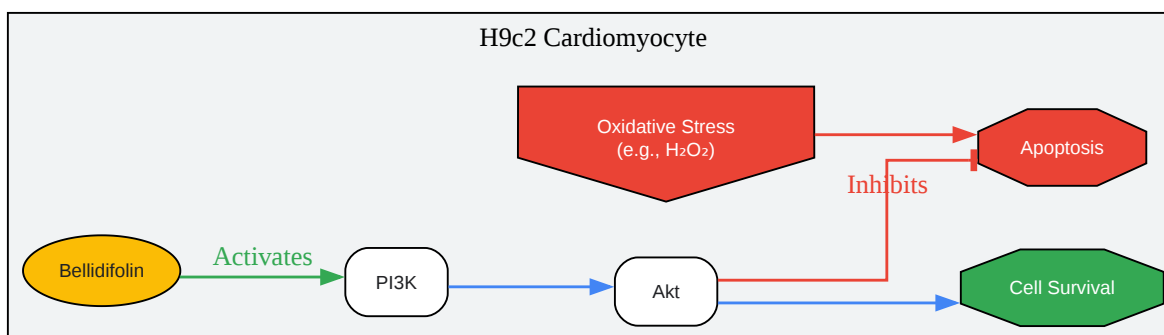 H9c2 Cardiomyocyte
Oxidative Stress
(e.g., H₂O₂)
Apoptosis
Inhibits
Bellidifolin
Activates
PI3K
Akt
Cell Survival